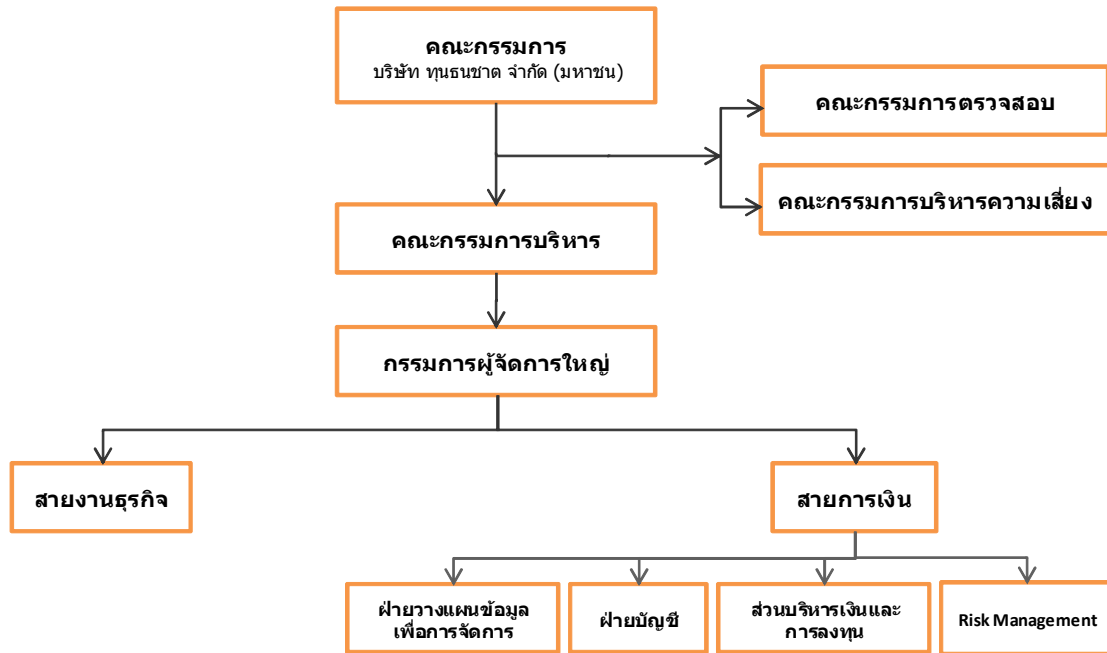 คณะกรรมการ
บริษัท ทุนธนชาต จำกัด (มหาชน)
คณะกรรมการตรวจสอบ
คณะกรรมการบริหารความเสี่ยง
คณะกรรมการบริหาร
กรรมการผู้จัดการใหญ่
สายงานธุรกิจ
สายการเงิน
ฝ่ายวางแผนข้อมูล
เพื่อการจัดการ
ฝ่ายบัญชี
ส่วนบริหารเงินและ
การลงทุน
Risk Management